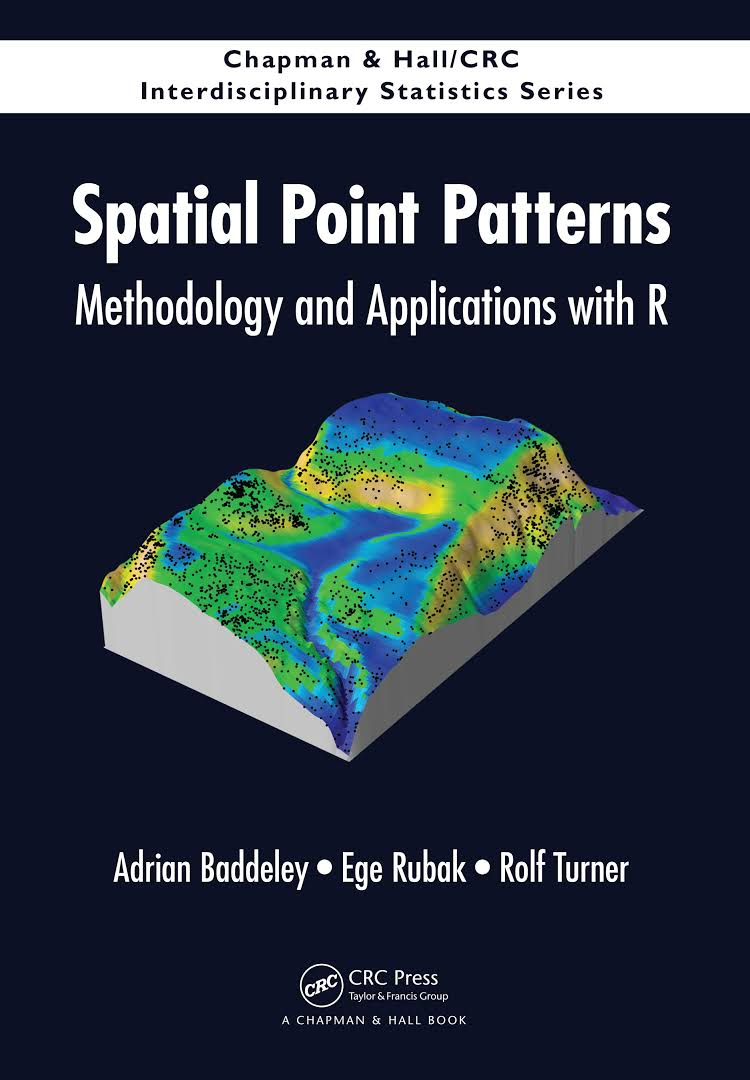 Chapman & Hall/CRC
Interdisciplinary Statistics Series
Spatial Point Patterns
Methodology and Applications with R
Adrian Baddeley • Ege Rubak • Rolf Turner
CRC
CRC Press
Taylor & Francis Group
A CHAPMAN & HALL BOOK